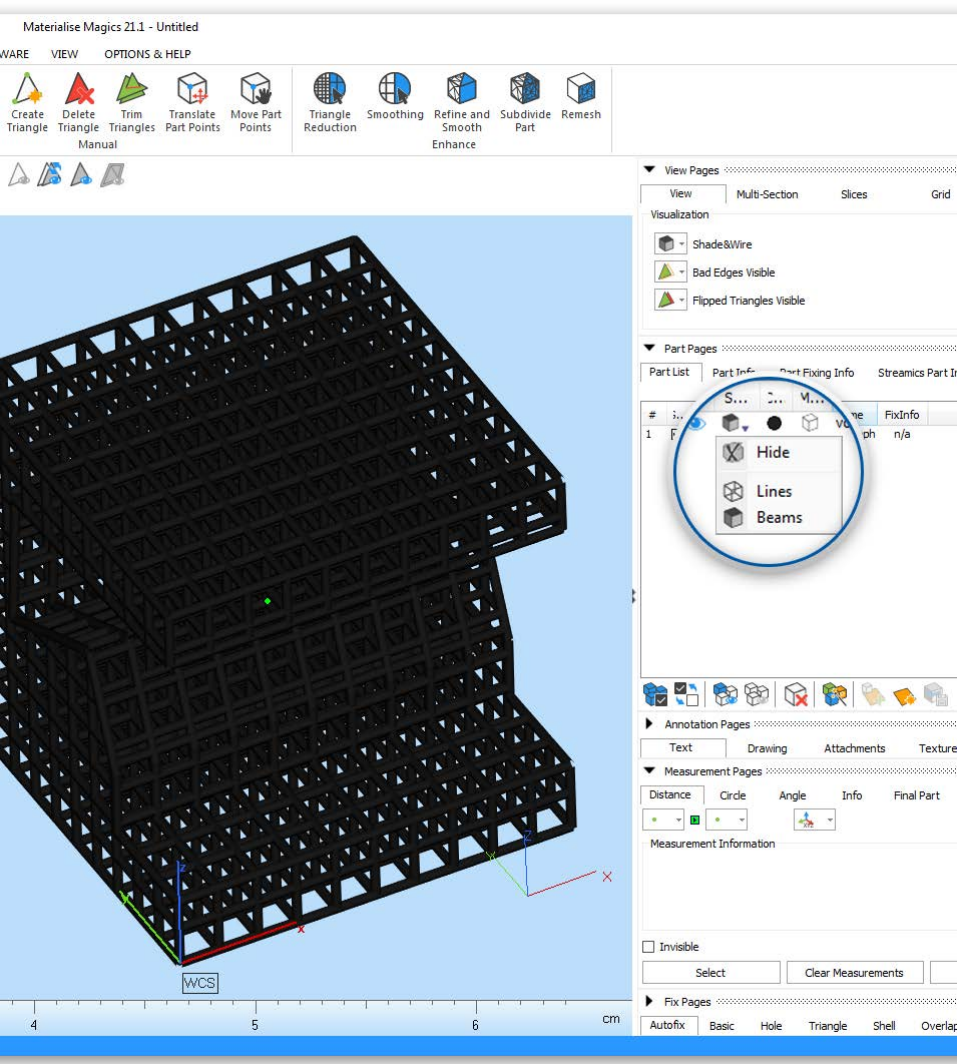 Materialise Magics 21.1 - Untitled
WARE VIEW OPTIONS & HELP
Create Triangle Delete Triangle Trim Triangles Translate Part Points Move Part Points Triangle Reduction Smoothing Refine and Smooth Subdivide Part Remesh
Manual Enhance
View Pages
View Multi-Section Slices Grid
Visualization
Shade&Wire
Bad Edges Visible
Flipped Triangles Visible
Part Pages
Part List Part Info Part Fixing Info Streamics Part In
S... M...
# FixInfo
1 n/a
Hide
Lines
Beams
Annotation Pages
Text Drawing Attachments Texture
Measurement Pages
Distance Circle Angle Info Final Part
XYZ
Measurement Information
z
Y
x
Z
Y
X
WCS
Invisible
Select Clear Measurements
4 5 6 cm
Fix Pages
Autofix Basic Hole Triangle Shell Overlap